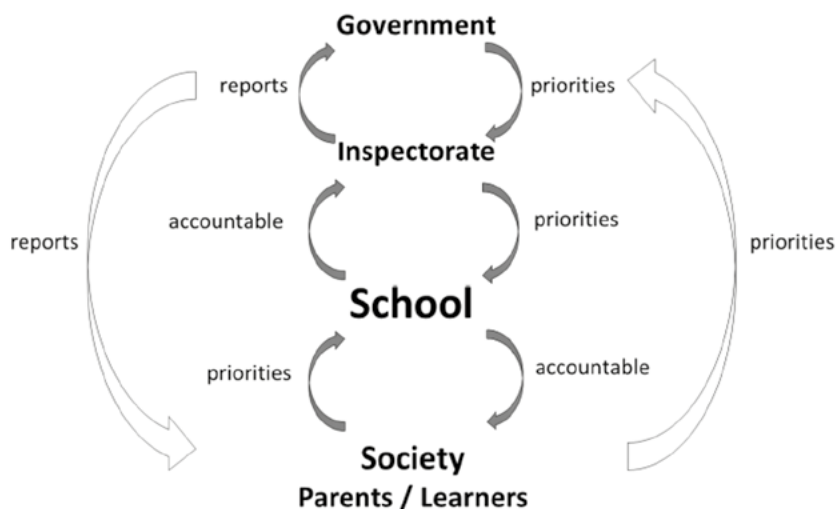 Government
reports
priorities
Inspectorate
accountable
priorities
reports
priorities
School
priorities
accountable
Society
Parents / Learners